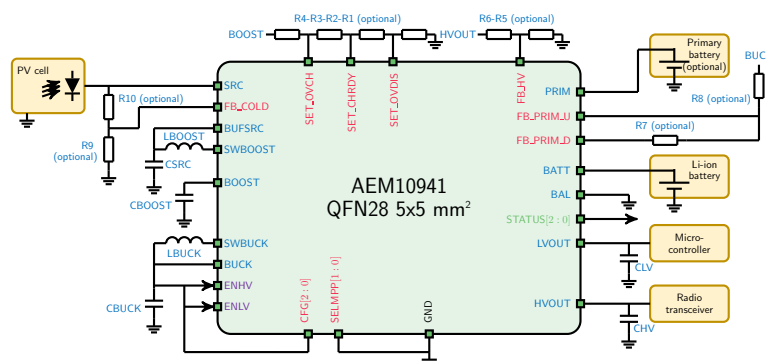 R4-R3-R2-R1 (optional)
R6-R5 (optional)
BOOST
HVOUT
Primary
battery
(optional)
BUC
PV cell
SRC
SET_OVCH
SET_CHRDY
SET_OVDIS
FB_HV
PRIM
R8
(optional)
R10 (optional)
FB_COLD
FB_PRIM_U
BUFSRC
R7 (optional)
LBOOST
FB_PRIM_D
R9
(optional)
SWBOOST
CSRC
BATT
Li-ion
battery
BOOST
AEM10941
QFN28 5x5 mm²
BAL
CBOOST
STATUS[2 : 0]
SWBUCK
LVOUT
Micro-
controller
LBUCK
BUCK
CLV
ENHV
CFG[2 : 0]
SELMPP[1 : 0]
GND
HVOUT
Radio
transceiver
CBUCK
ENLV
CHV